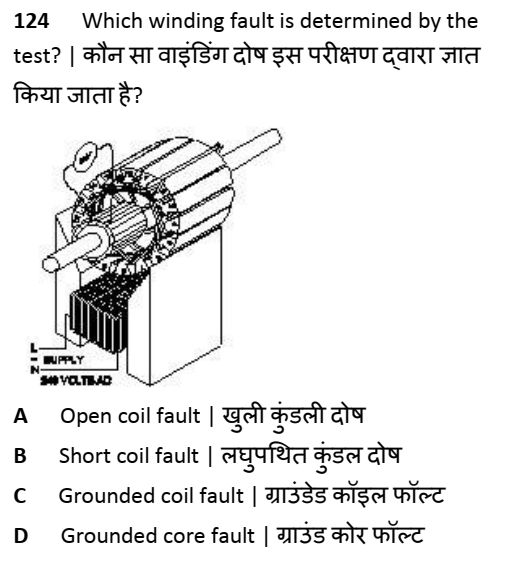 124 Which winding fault is determined by the
test? | कौन सा वाइंडिंग दोष इस परीक्षण द्वारा ज्ञात
किया जाता है?
mV
L
~ SUPPLY
N
240 VOLTS AC
A Open coil fault | खुली कुंडली दोष
B Short coil fault | लघुपथित कुंडल दोष
C Grounded coil fault | ग्राउंडेड कॉइल फॉल्ट
D Grounded core fault | ग्राउंड कोर फॉल्ट